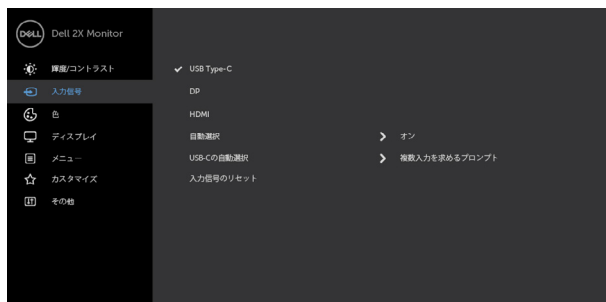 DELL Dell 2X Monitor
輝度/コントラスト
入力信号
色
ディスプレイ
メニュー
カスタマイズ
その他
USB Type-C
DP
HDMI
自動選択 オン
USB-Cの自動選択 複数入力を求めるプロンプト
入力信号のリセット